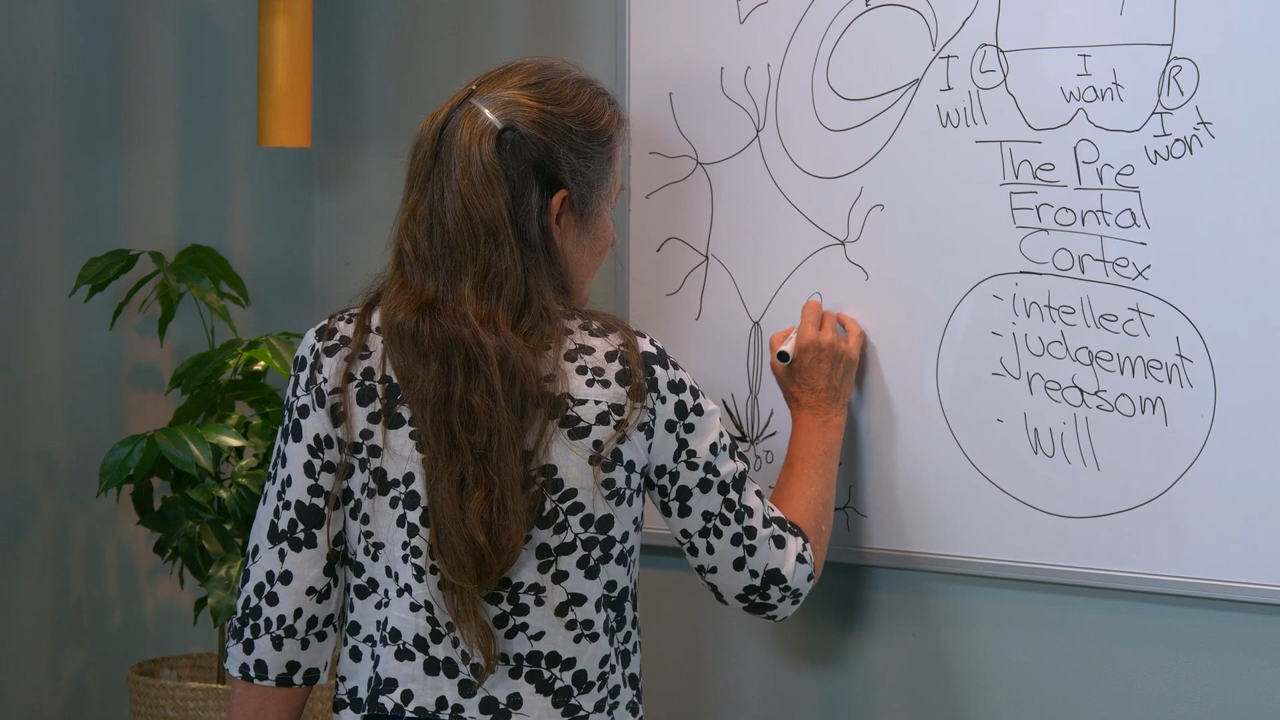 I will
L
I want
R
I won't
The Pre
Frontal
Cortex
- intellect
- judgement
- reasom
- will